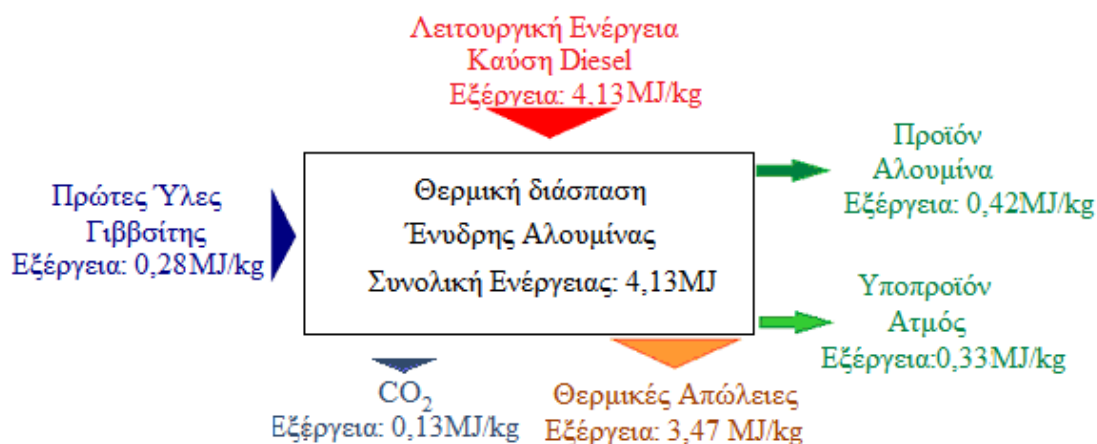 Λειτουργική Ενέργεια
Καύση Diesel
Εξέργεια: 4,13MJ/kg
Πρώτες Ύλες
Γιββσίτης
Εξέργεια: 0,28MJ/kg
Θερμική διάσπαση
Ένυδρης Αλουμίνας
Συνολική Ενέργειας: 4,13MJ
Προϊόν
Αλουμίνα
Εξέργεια: 0,42MJ/kg
Υποπροϊόν
Ατμός
Εξέργεια:0,33MJ/kg
CO₂
Εξέργεια: 0,13MJ/kg
Θερμικές Απώλειες
Εξέργεια: 3,47 MJ/kg